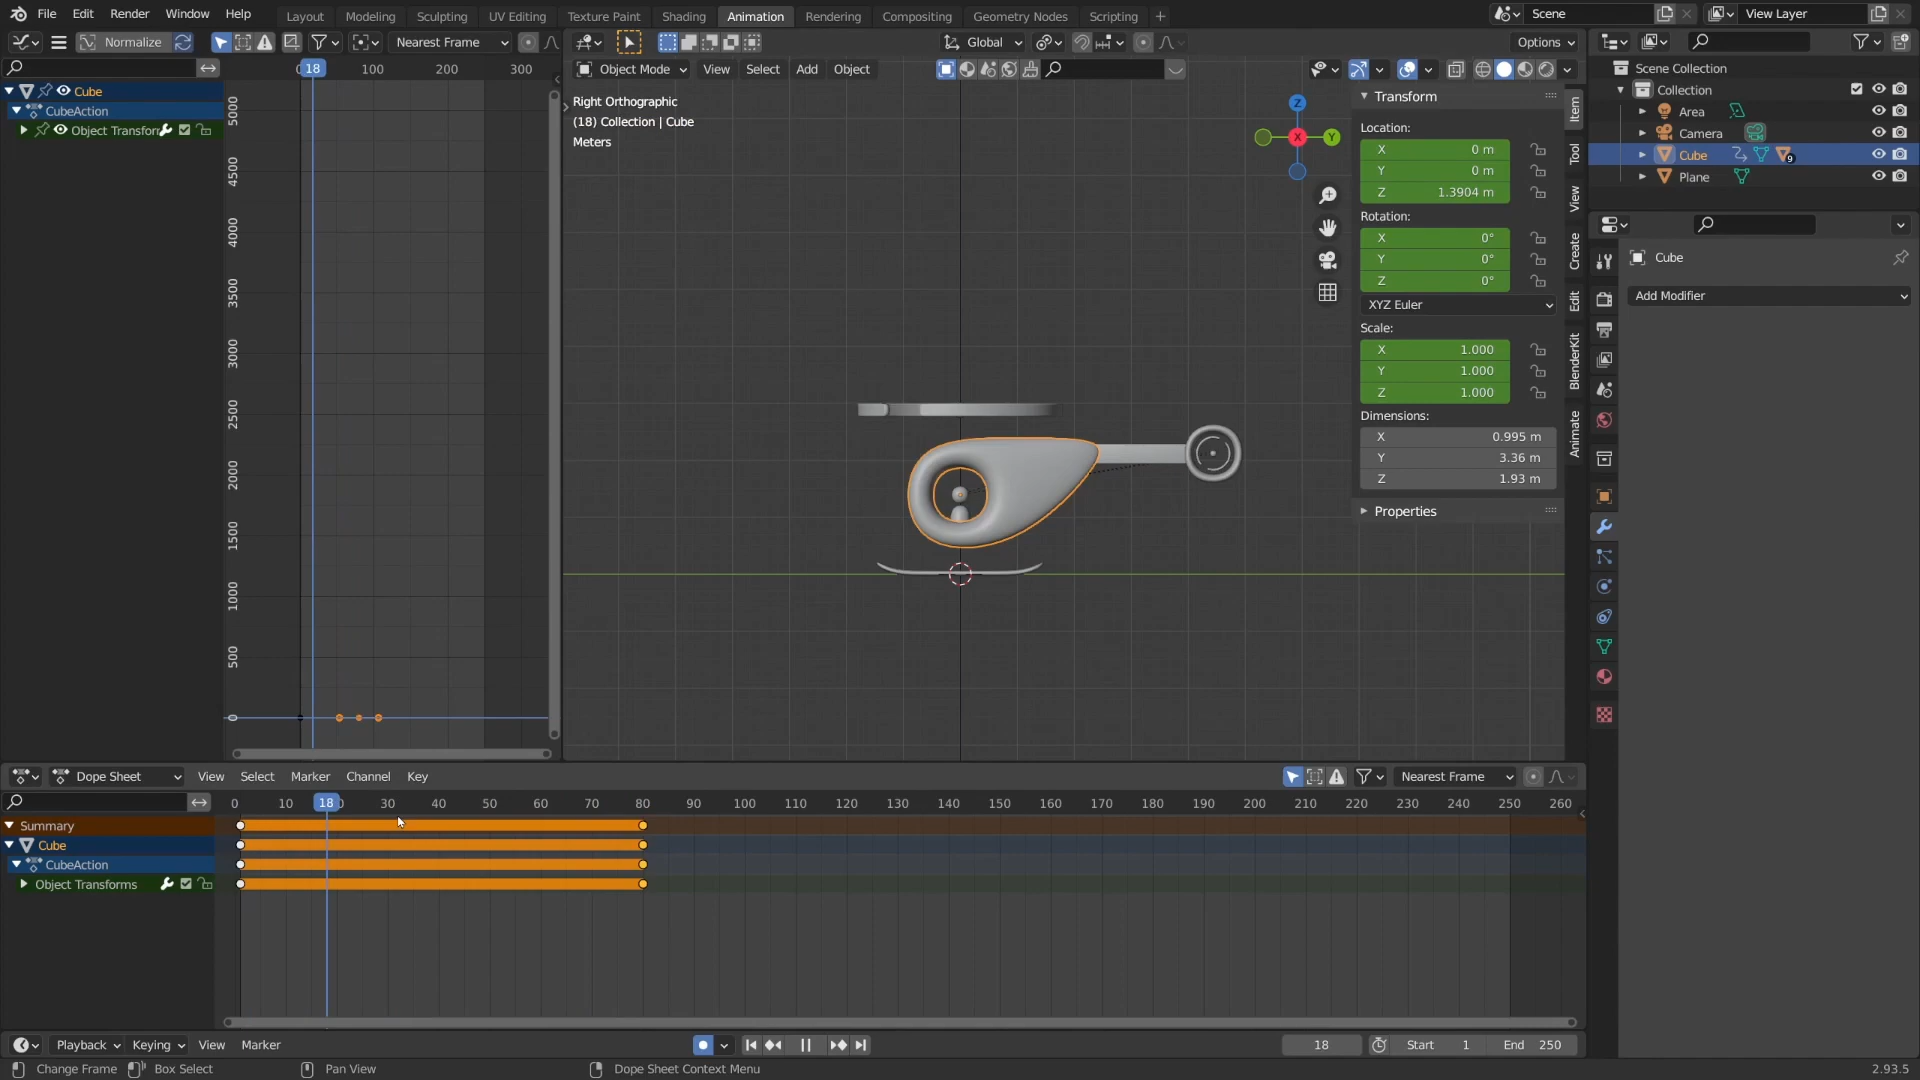 File Edit Render Window Help Layout Modeling Sculpting UV Editing Texture Paint Shading Animation Rendering Compositing Geometry Nodes Scripting + Scene View Layer
Normalize Nearest Frame Global Options
18 100 200 300
Object Mode View Select Add Object
Scene Collection
Collection
Area
Camera
Cube 9
Plane
Cube
CubeAction
Object Transform
5000
4500
4000
3500
3000
2500
2000
1500
1000
500
0
Right Orthographic
(18) Collection | Cube
Meters
Z
X
Y
Transform
Location:
X 0 m
Y 0 m
Z 1.3904 m
Rotation:
X 0°
Y 0°
Z 0°
XYZ Euler
Scale:
X 1.000
Y 1.000
Z 1.000
Dimensions:
X 0.995 m
Y 3.36 m
Z 1.93 m
Properties
Item
Tool
View
Create
Edit
BlenderKit
Animate
Cube
Add Modifier
Dope Sheet View Select Marker Channel Key Nearest Frame
0 10 18 30 40 50 60 70 80 90 100 110 120 130 140 150 160 170 180 190 200 210 220 230 240 250 260
Summary
Cube
CubeAction
Object Transforms
Playback Keying View Marker 18 Start 1 End 250
Change Frame Box Select Pan View Dope Sheet Context Menu 2.93.5